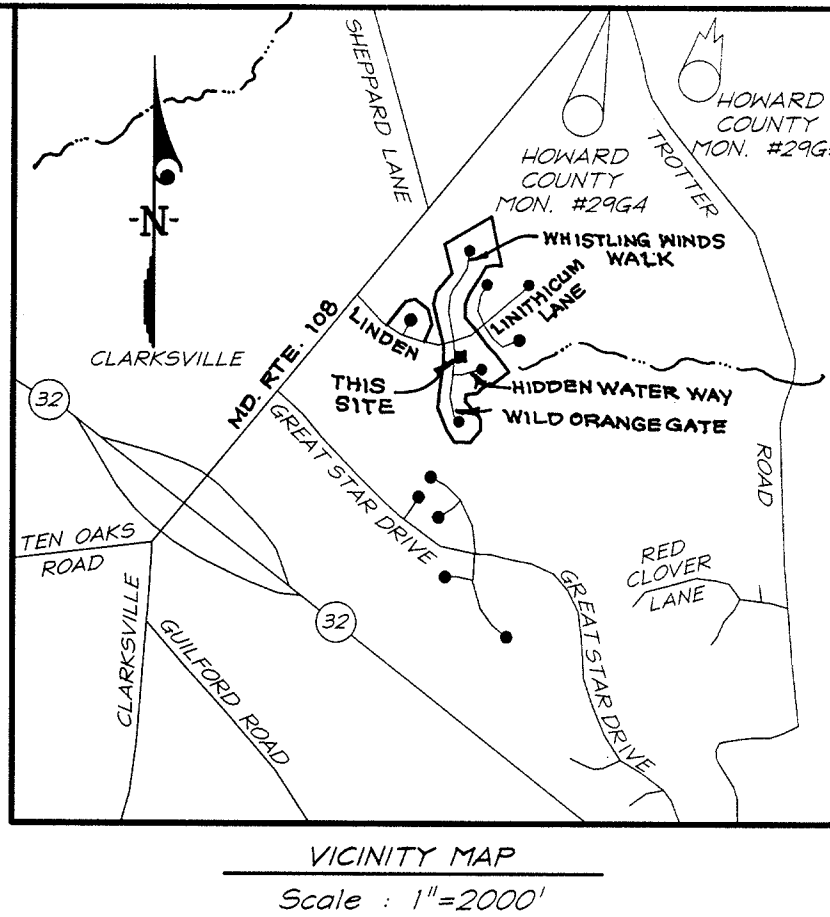 SHEPPARD LANE
HOWARD
COUNTY
MON. #29G4
HOWARD
COUNTY
MON. #29G
TROTTER
ROAD
-N-
CLARKSVILLE
WHISTLING WINDS
WALK
LINDEN
LINITHICUM
LANE
MD. RTE. 108
THIS
SITE
HIDDEN WATER WAY
WILD ORANGE GATE
32
GREAT STAR DRIVE
TEN OAKS
ROAD
CLARKSVILLE
GUILFORD ROAD
32
GREAT STAR DRIVE
RED
CLOVER
LANE
VICINITY MAP
Scale : 1"=2000'